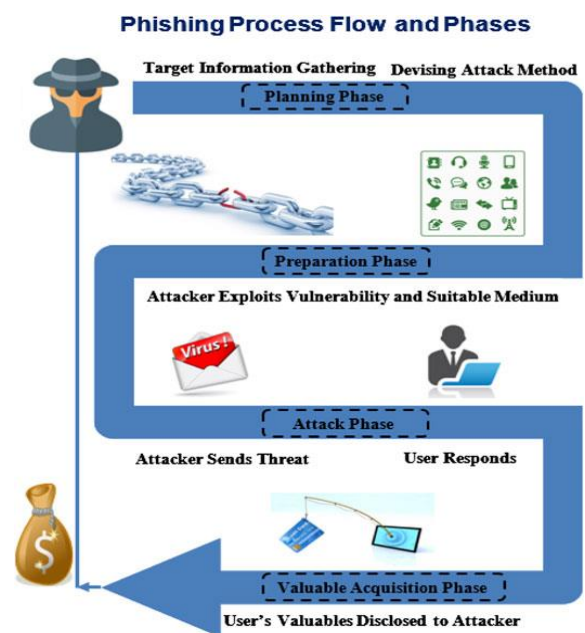 Phishing Process Flow and Phases
Target Information Gathering
Devising Attack Method
Planning Phase
Preparation Phase
Attacker Exploits Vulnerability and Suitable Medium
Virus!
Attack Phase
Attacker Sends Threat
User Responds
$
Valuable Acquisition Phase
User's Valuables Disclosed to Attacker